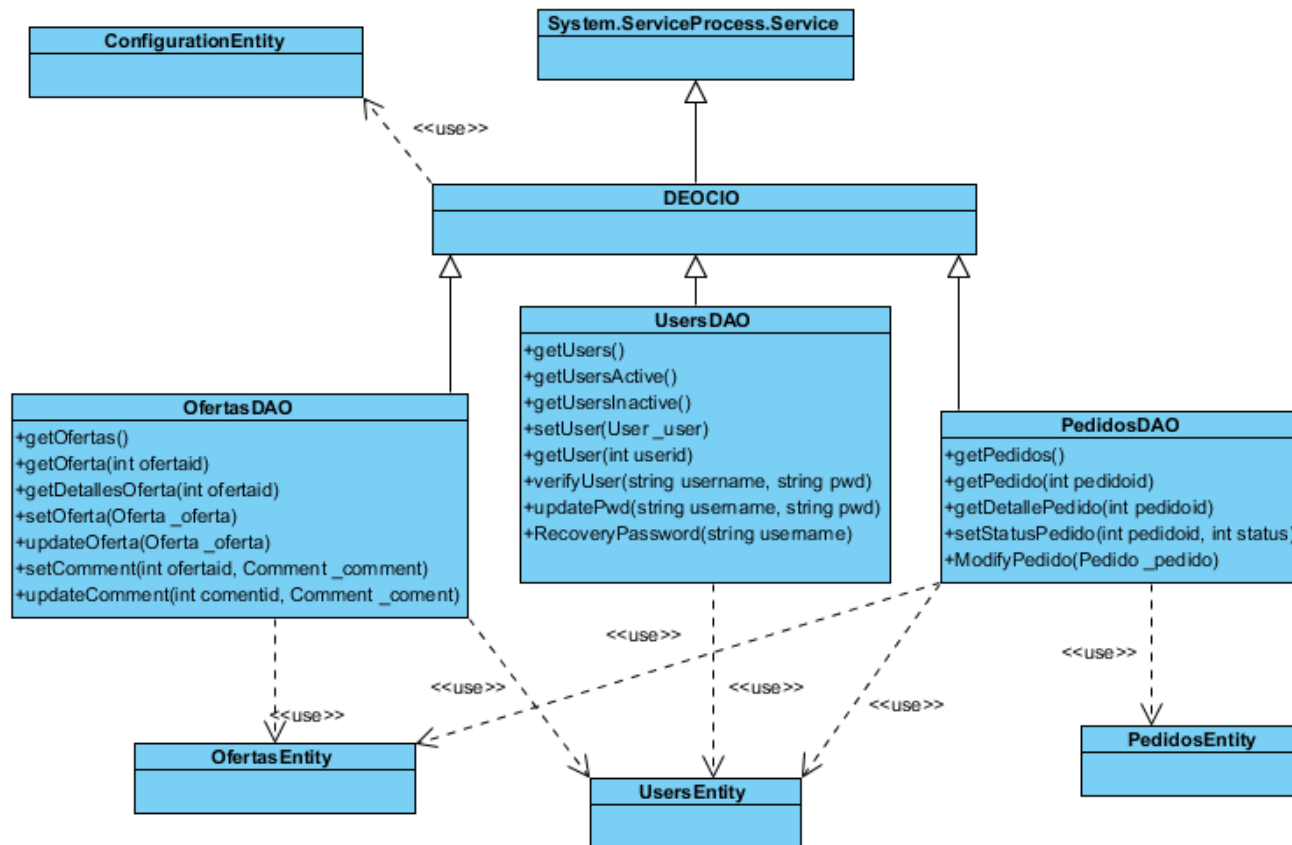 System.ServiceProcess.Service
ConfigurationEntity
<<use>>
DEOCIO
UsersDAO
+getUsers()
+getUsersActive()
+getUsersInactive()
+setUser(User _user)
+getUser(int userid)
+verifyUser(string username, string pwd)
+updatePwd(string username, string pwd)
+RecoveryPassword(string username)
OfertasDAO
+getOfertas()
+getOferta(int ofertaid)
+getDetallesOferta(int ofertaid)
+setOferta(Oferta _oferta)
+updateOferta(Oferta _oferta)
+setComment(int ofertaid, Comment _comment)
+updateComment(int comentid, Comment _coment)
PedidosDAO
+getPedidos()
+getPedido(int pedidoid)
+getDetallePedido(int pedidoid)
+setStatusPedido(int pedidoid, int status)
+ModifyPedido(Pedido _pedido)
<<use>>
<<use>>
<<use>>
<<use>>
<<use>>
<<use>>
OfertasEntity
PedidosEntity
UsersEntity